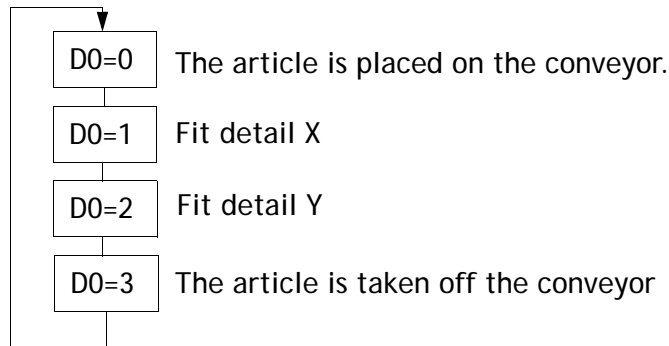 D0=0 The article is placed on the conveyor.
D0=1 Fit detail X
D0=2 Fit detail Y
D0=3 The article is taken off the conveyor